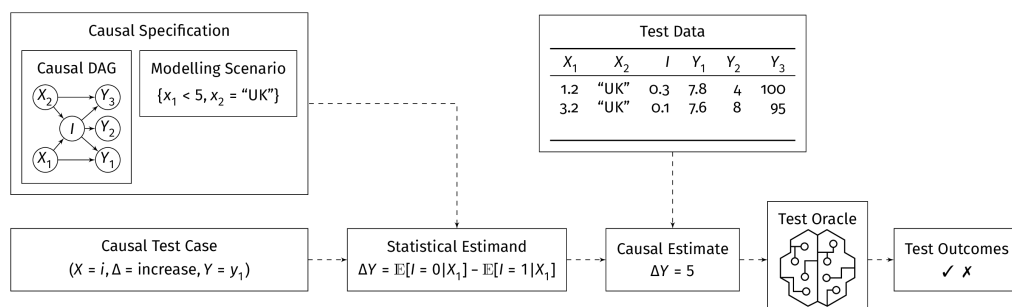 Causal Specification
Causal DAG
X2 Y3
I Y2
X1 Y1
Modelling Scenario
{x1 < 5, x2 = “UK”}
Test Data
X1 X2 I Y1 Y2 Y3
1.2 “UK” 0.3 7.8 4 100
3.2 “UK” 0.1 7.6 8 95
Causal Test Case
(X = i, Δ = increase, Y = y1)
Statistical Estimand
ΔY = 𝔼[I = 0|X1] - 𝔼[I = 1|X1]
Causal Estimate
ΔY = 5
Test Oracle
Test Outcomes
✓ ✗